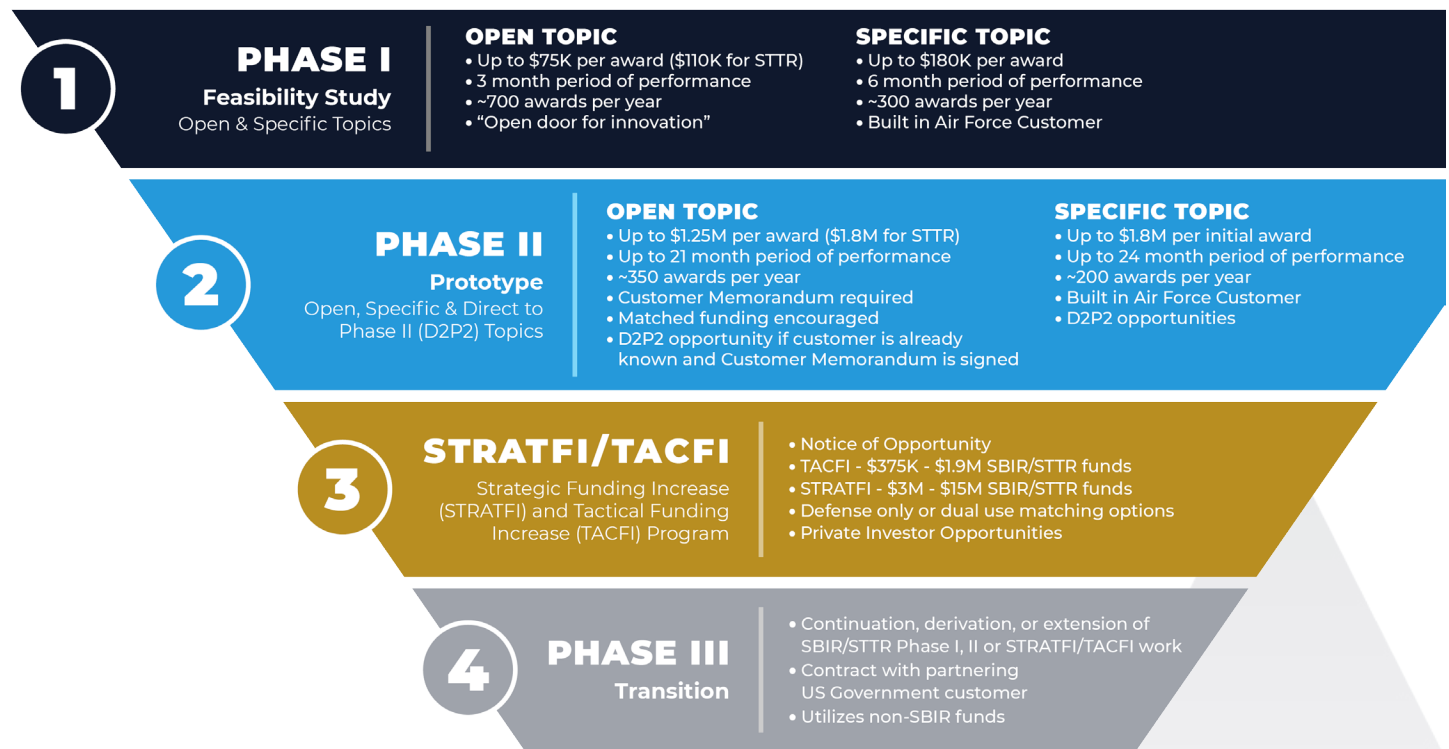 1
PHASE I
Feasibility Study
Open & Specific Topics
OPEN TOPIC
• Up to $75K per award ($110K for STTR)
• 3 month period of performance
• ~700 awards per year
• “Open door for innovation”
SPECIFIC TOPIC
• Up to $180K per award
• 6 month period of performance
• ~300 awards per year
• Built in Air Force Customer
2
PHASE II
Prototype
Open, Specific & Direct to
Phase II (D2P2) Topics
OPEN TOPIC
• Up to $1.25M per award ($1.8M for STTR)
• Up to 21 month period of performance
• ~350 awards per year
• Customer Memorandum required
• Matched funding encouraged
• D2P2 opportunity if customer is already
known and Customer Memorandum is signed
SPECIFIC TOPIC
• Up to $1.8M per initial award
• Up to 24 month period of performance
• ~200 awards per year
• Built in Air Force Customer
• D2P2 opportunities
3
STRATFI/TACFI
Strategic Funding Increase
(STRATFI) and Tactical Funding
Increase (TACFI) Program
• Notice of Opportunity
• TACFI - $375K - $1.9M SBIR/STTR funds
• STRATFI - $3M - $15M SBIR/STTR funds
• Defense only or dual use matching options
• Private Investor Opportunities
4
PHASE III
Transition
• Continuation, derivation, or extension of
SBIR/STTR Phase I, II or STRATFI/TACFI work
• Contract with partnering
US Government customer
• Utilizes non-SBIR funds